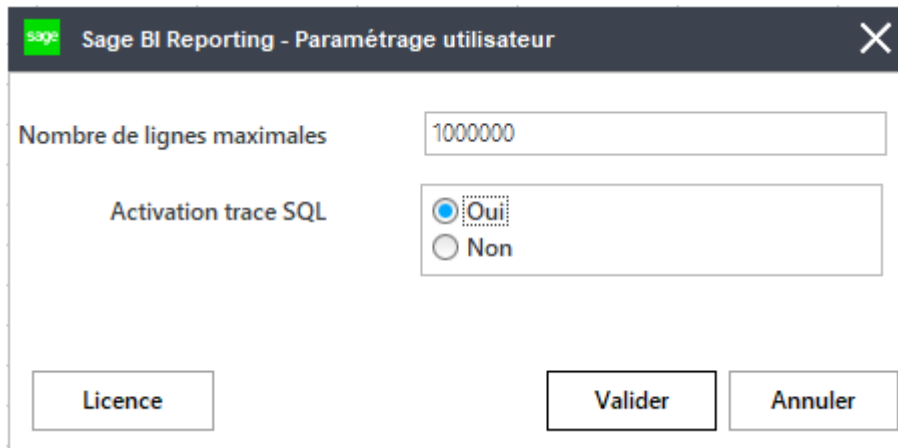 sage Sage BI Reporting - Paramétrage utilisateur
Nombre de lignes maximales 1000000
Activation trace SQL Oui
Non
Licence Valider Annuler